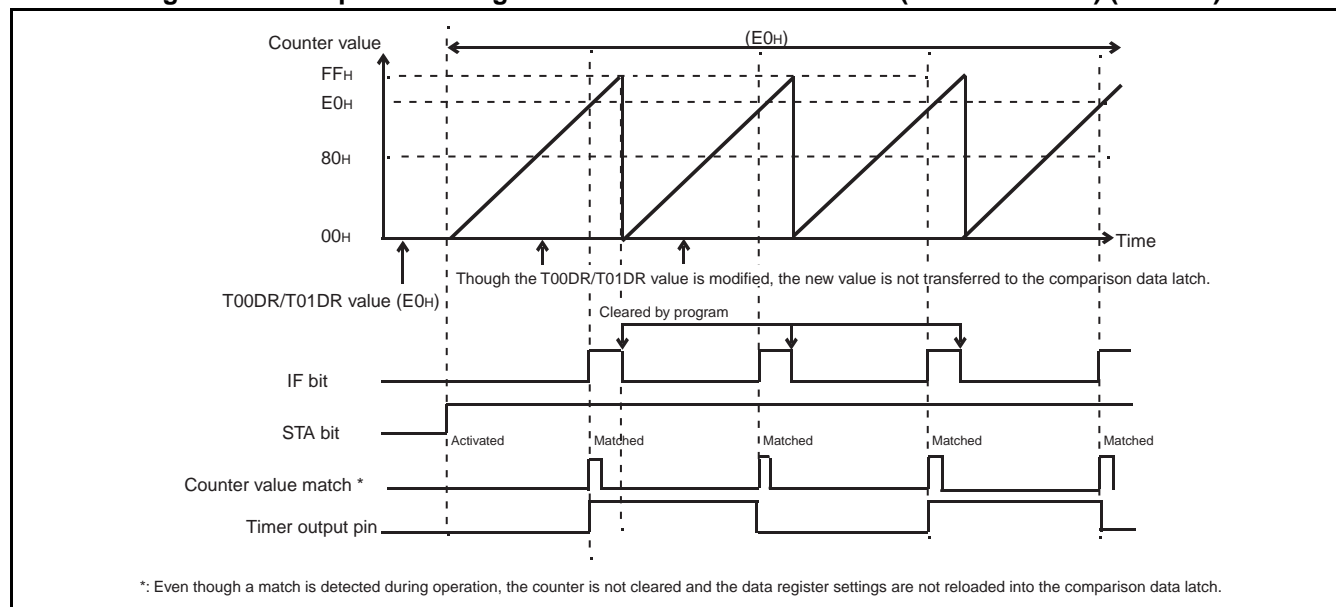 Counter value
(E0H)
FFH
E0H
80H
00H
Time
Though the T00DR/T01DR value is modified, the new value is not transferred to the comparison data latch.
T00DR/T01DR value (E0H)
Cleared by program
IF bit
STA bit
Activated Matched Matched Matched Matched
Counter value match *
Timer output pin
*: Even though a match is detected during operation, the counter is not cleared and the data register settings are not reloaded into the comparison data latch.